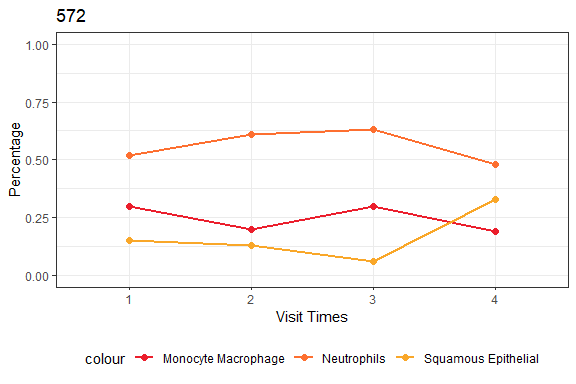 572
1.00
0.75
0.50
0.25
0.00
Percentage
1 2 3 4
Visit Times
colour Monocyte Macrophage Neutrophils Squamous Epithelial